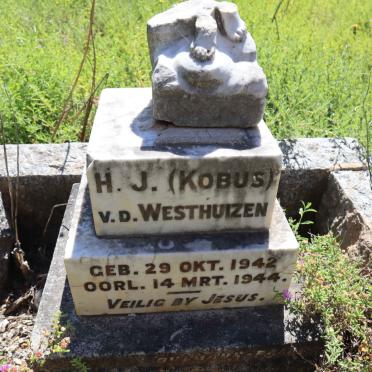 H. J. (KOBUS)
V.D. WESTHUIZEN
GEB. 29 OKT. 1942
OORL. 14 MRT. 1944.
VEILIG BY JESUS.